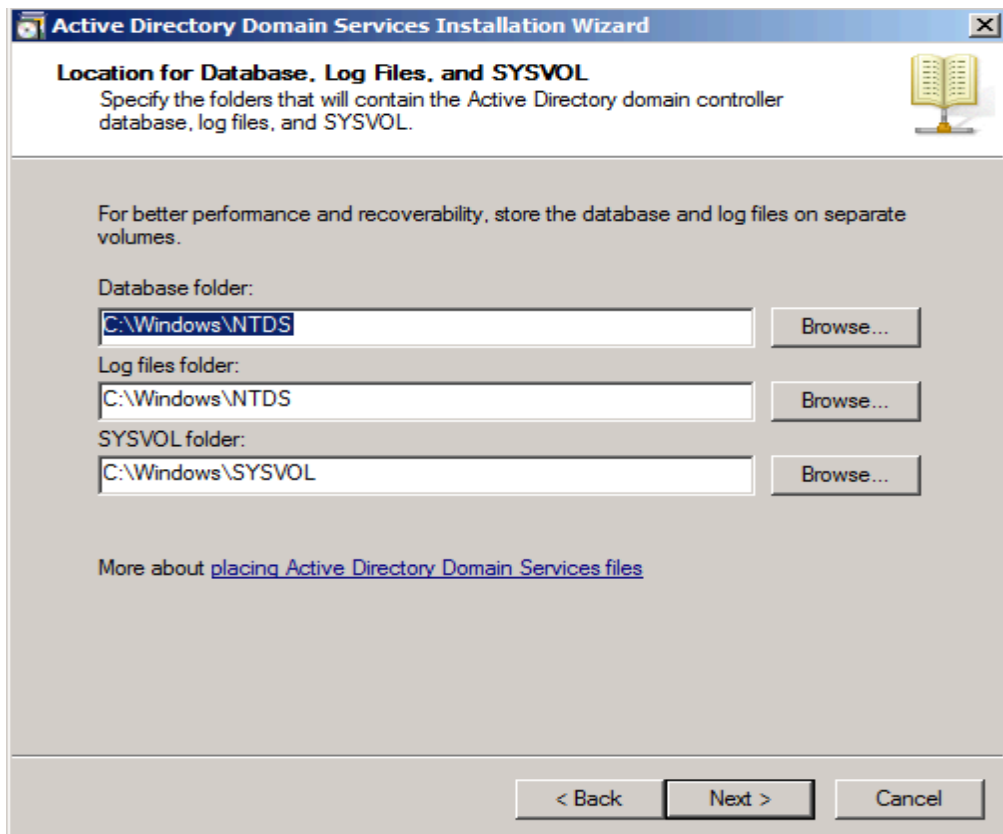 Active Directory Domain Services Installation Wizard
Location for Database, Log Files, and SYSVOL
Specify the folders that will contain the Active Directory domain controller
database, log files, and SYSVOL.
For better performance and recoverability, store the database and log files on separate
volumes.
Database folder:
C:\Windows\NTDS
Browse...
Log files folder:
C:\Windows\NTDS
Browse...
SYSVOL folder:
C:\Windows\SYSVOL
Browse...
More about placing Active Directory Domain Services files
< Back
Next >
Cancel